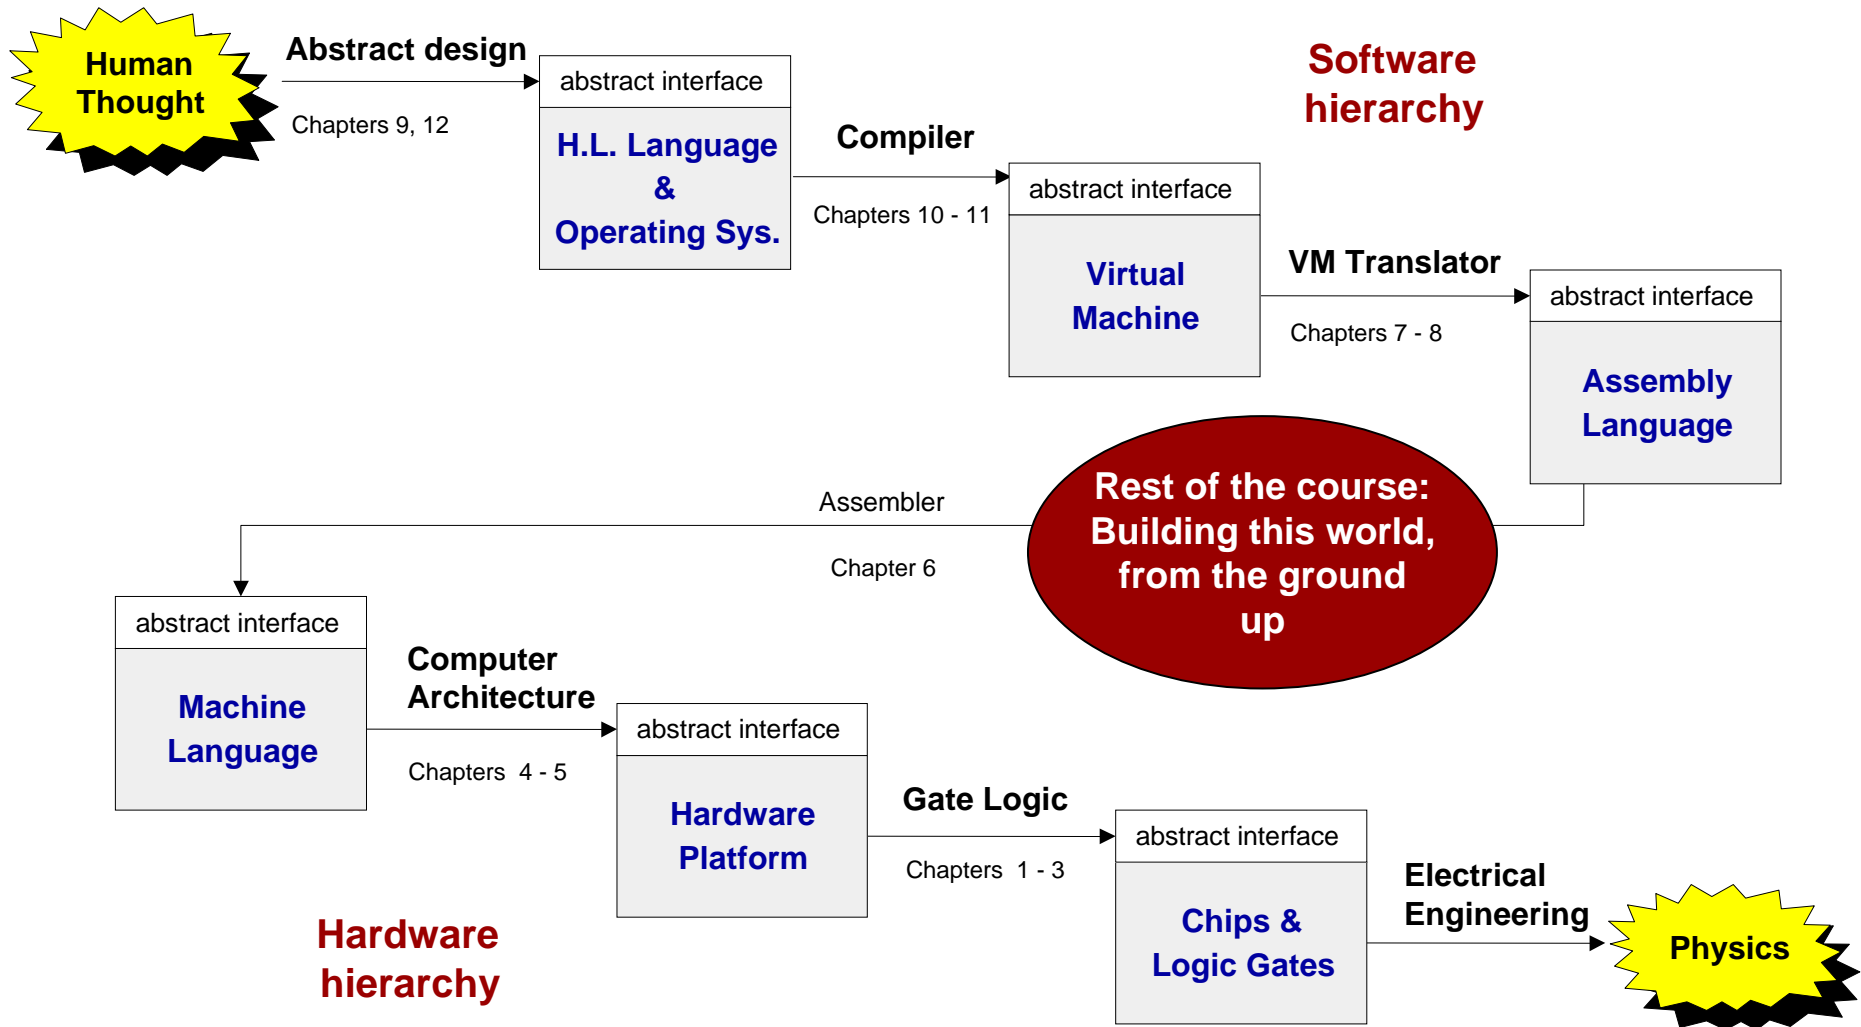 Human
Thought
Abstract design
Chapters 9, 12
abstract interface
H.L. Language
&
Operating Sys.
Compiler
Chapters 10 - 11
abstract interface
Virtual
Machine
Software
hierarchy
VM Translator
Chapters 7 - 8
abstract interface
Assembly
Language
Rest of the course:
Building this world,
from the ground
up
Assembler
Chapter 6
abstract interface
Machine
Language
Computer
Architecture
Chapters 4 - 5
abstract interface
Hardware
Platform
Gate Logic
Chapters 1 - 3
abstract interface
Chips &
Logic Gates
Electrical
Engineering
Physics
Hardware
hierarchy